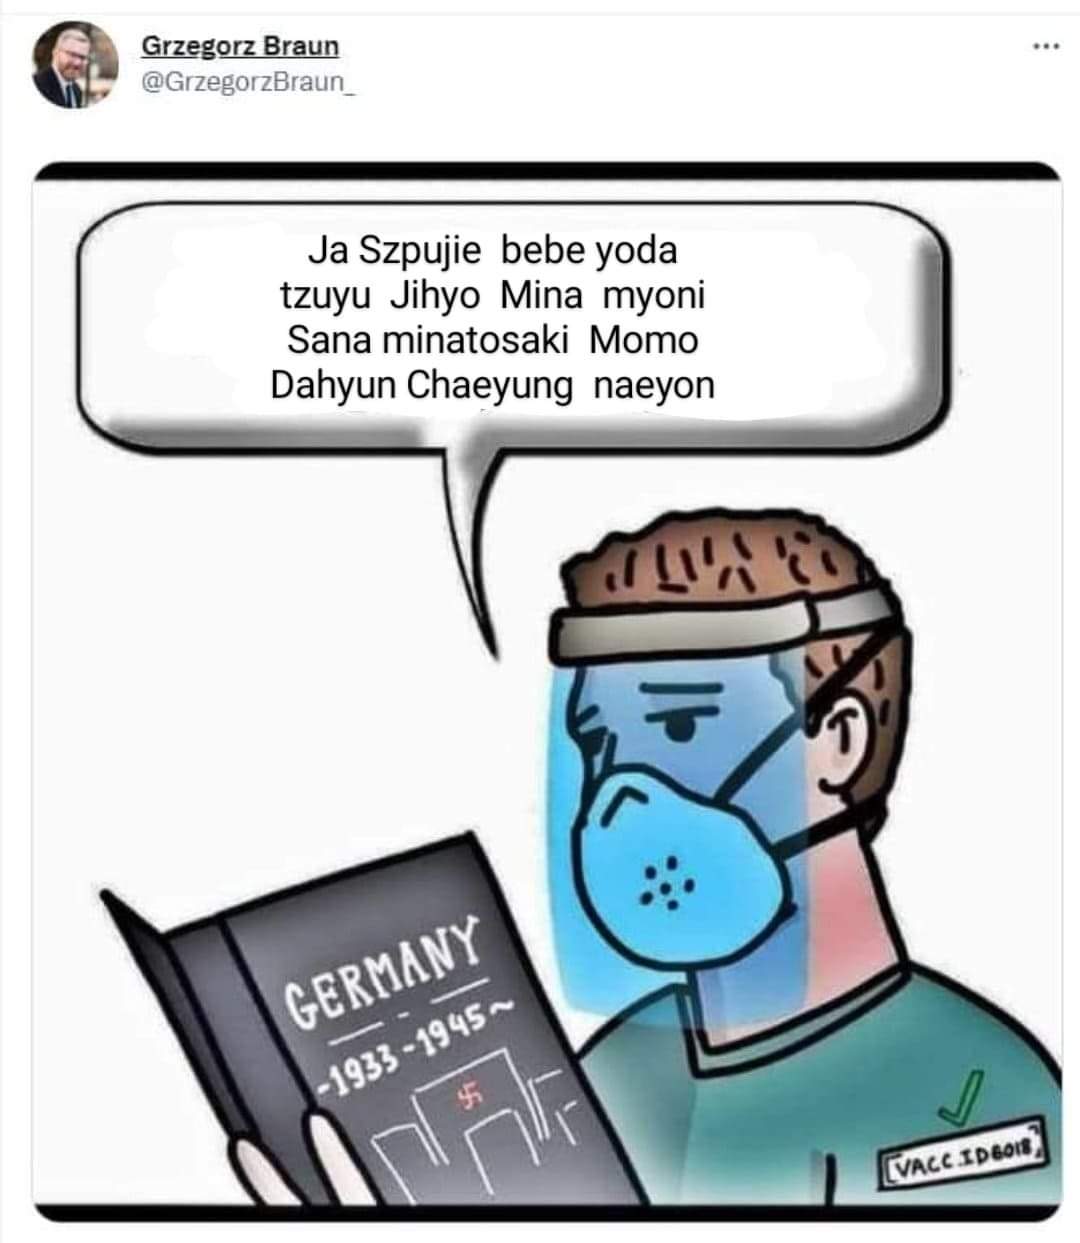 Grzegorz Braun
@GrzegorzBraun_
Ja Szpujie bebe yoda
tzuyu Jihyo Mina myoni
Sana minatosaki Momo
Dahyun Chaeyung naeyon
GERMANY
-1933-1945~
VACC.ID6018